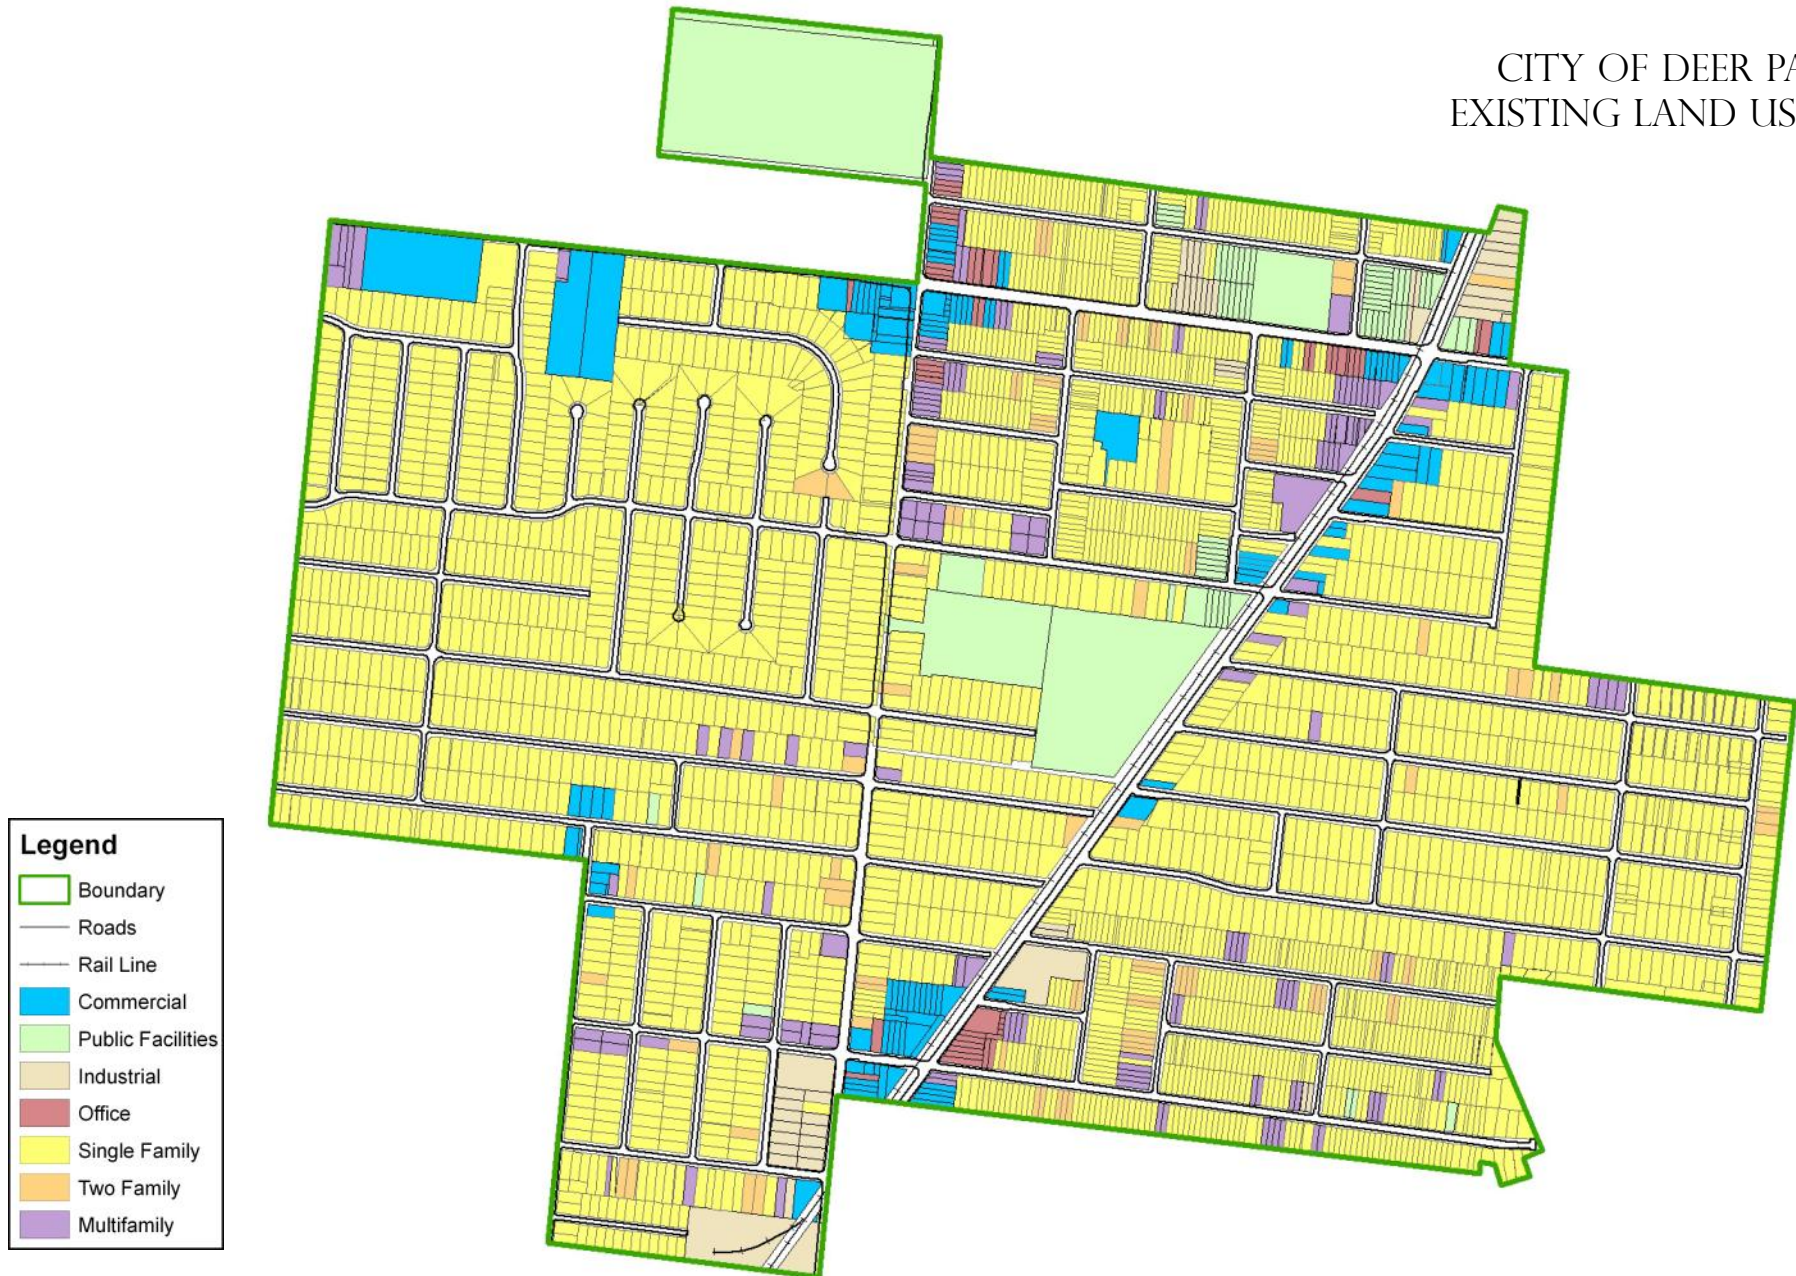 CITY OF DEER PA
EXISTING LAND US
Legend
Boundary
Roads
Rail Line
Commercial
Public Facilities
Industrial
Office
Single Family
Two Family
Multifamily